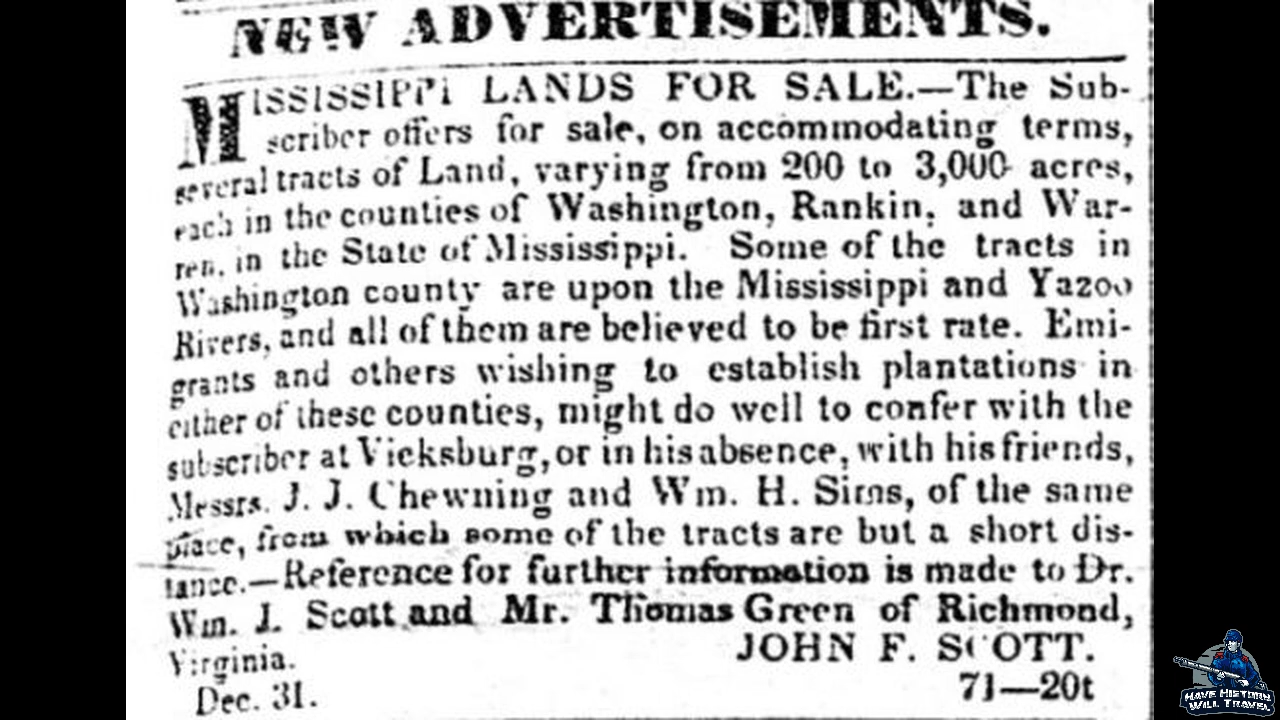 NEW ADVERTISEMENTS.
MISSISSIPPI LANDS FOR SALE.—The Sub-
scriber offers for sale, on accommodating terms,
several tracts of Land, varying from 200 to 3,000 acres,
each in the counties of Washington, Rankin, and War-
ren, in the State of Mississippi. Some of the tracts in
Washington county are upon the Mississippi and Yazoo
Rivers, and all of them are believed to be first rate. Emi-
grants and others wishing to establish plantations in
either of these counties, might do well to confer with the
subscriber at Vicksburg, or in his absence, with his friends,
Messrs. J. J. Chewning and Wm. H. Sims, of the same
place, from which some of the tracts are but a short dis-
tance.—Reference for further information is made to Dr.
Wm. J. Scott and Mr. Thomas Green of Richmond,
Virginia.
JOHN F. SCOTT.
Dec. 31.
71—20t
HAVE HISTORY
WILL TRAVEL